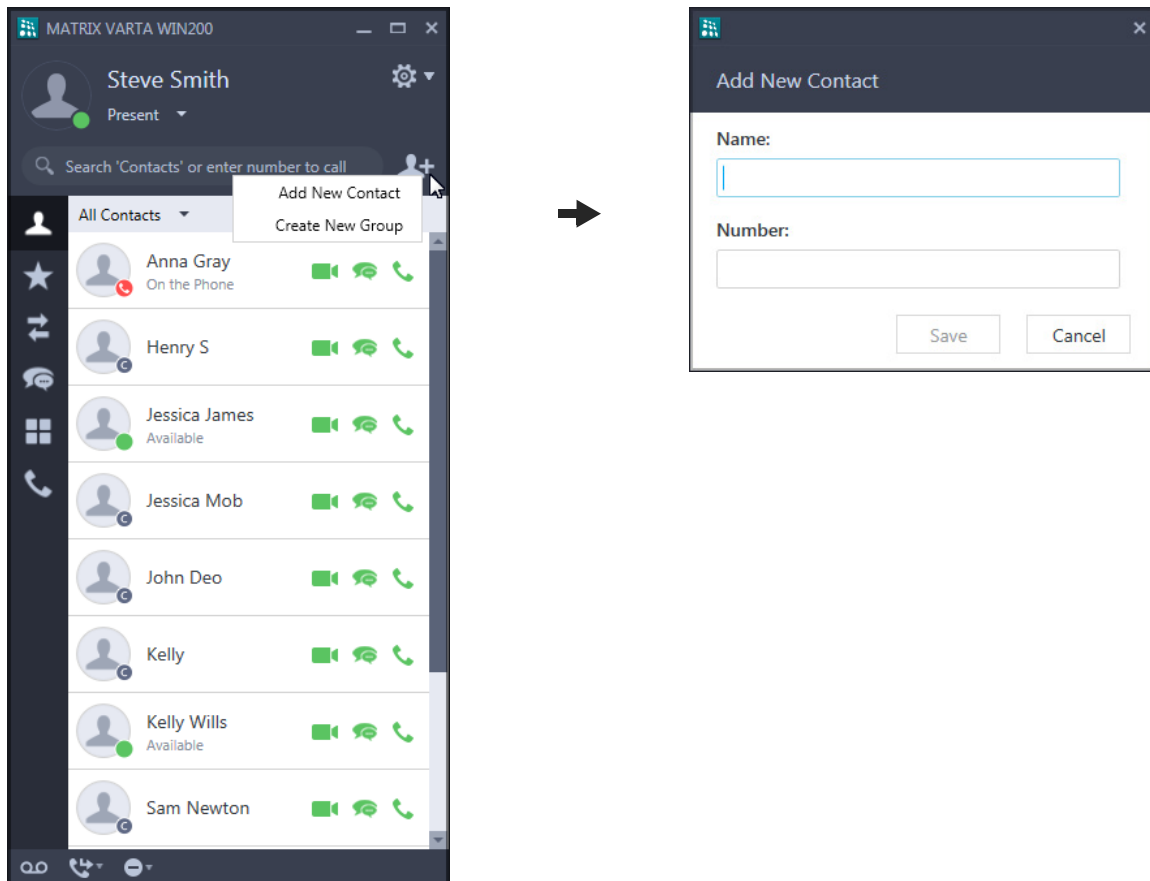 MATRIX VARTA WIN200
Steve Smith
Present
Search 'Contacts' or enter number to call
Add New Contact
Create New Group
All Contacts
Anna Gray
On the Phone
Henry S
C
Jessica James
Available
Jessica Mob
C
John Deo
C
Kelly
C
Kelly Wills
Available
Sam Newton
C
Add New Contact
Name:
Number:
Save
Cancel